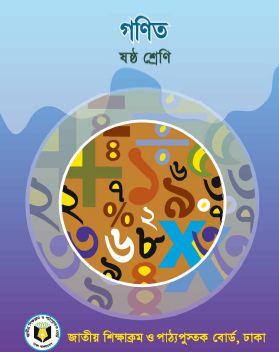 গণিত
ষষ্ঠ শ্রেণি
জাতীয় শিক্ষাক্রম ও পাঠ্যপুস্তক বোর্ড, ঢাকা